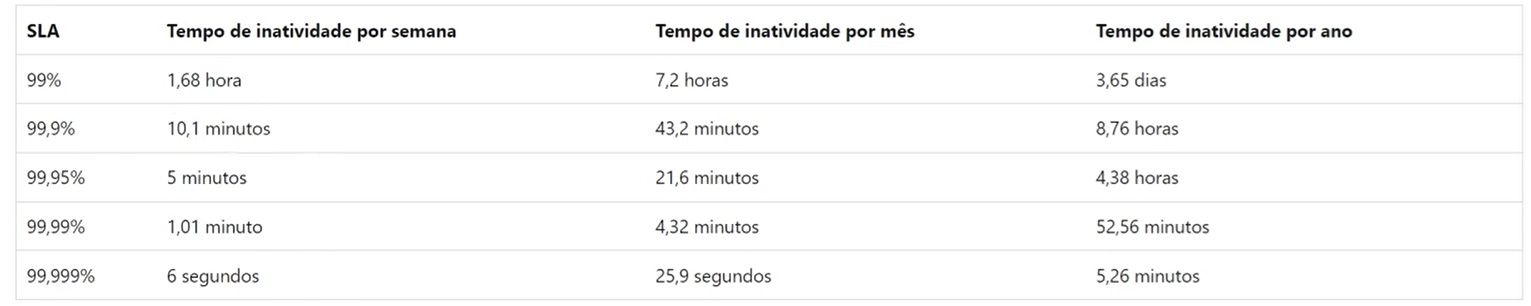 SLA Tempo de inatividade por semana Tempo de inatividade por mês Tempo de inatividade por ano
99% 1,68 hora 7,2 horas 3,65 dias
99,9% 10,1 minutos 43,2 minutos 8,76 horas
99,95% 5 minutos 21,6 minutos 4,38 horas
99,99% 1,01 minuto 4,32 minutos 52,56 minutos
99,999% 6 segundos 25,9 segundos 5,26 minutos